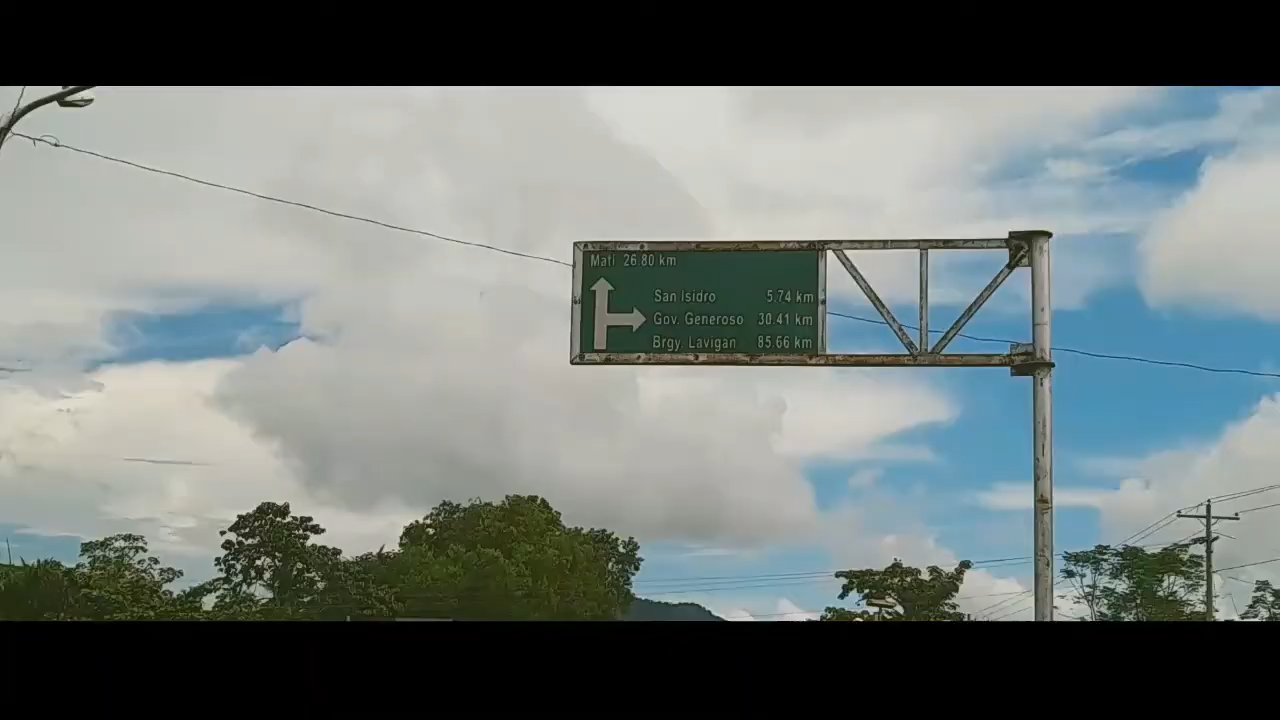 Mati 26.80 km
San Isidro 5.74 km
Gov. Generoso 30.41 km
Brgy. Lavigan 85.66 km